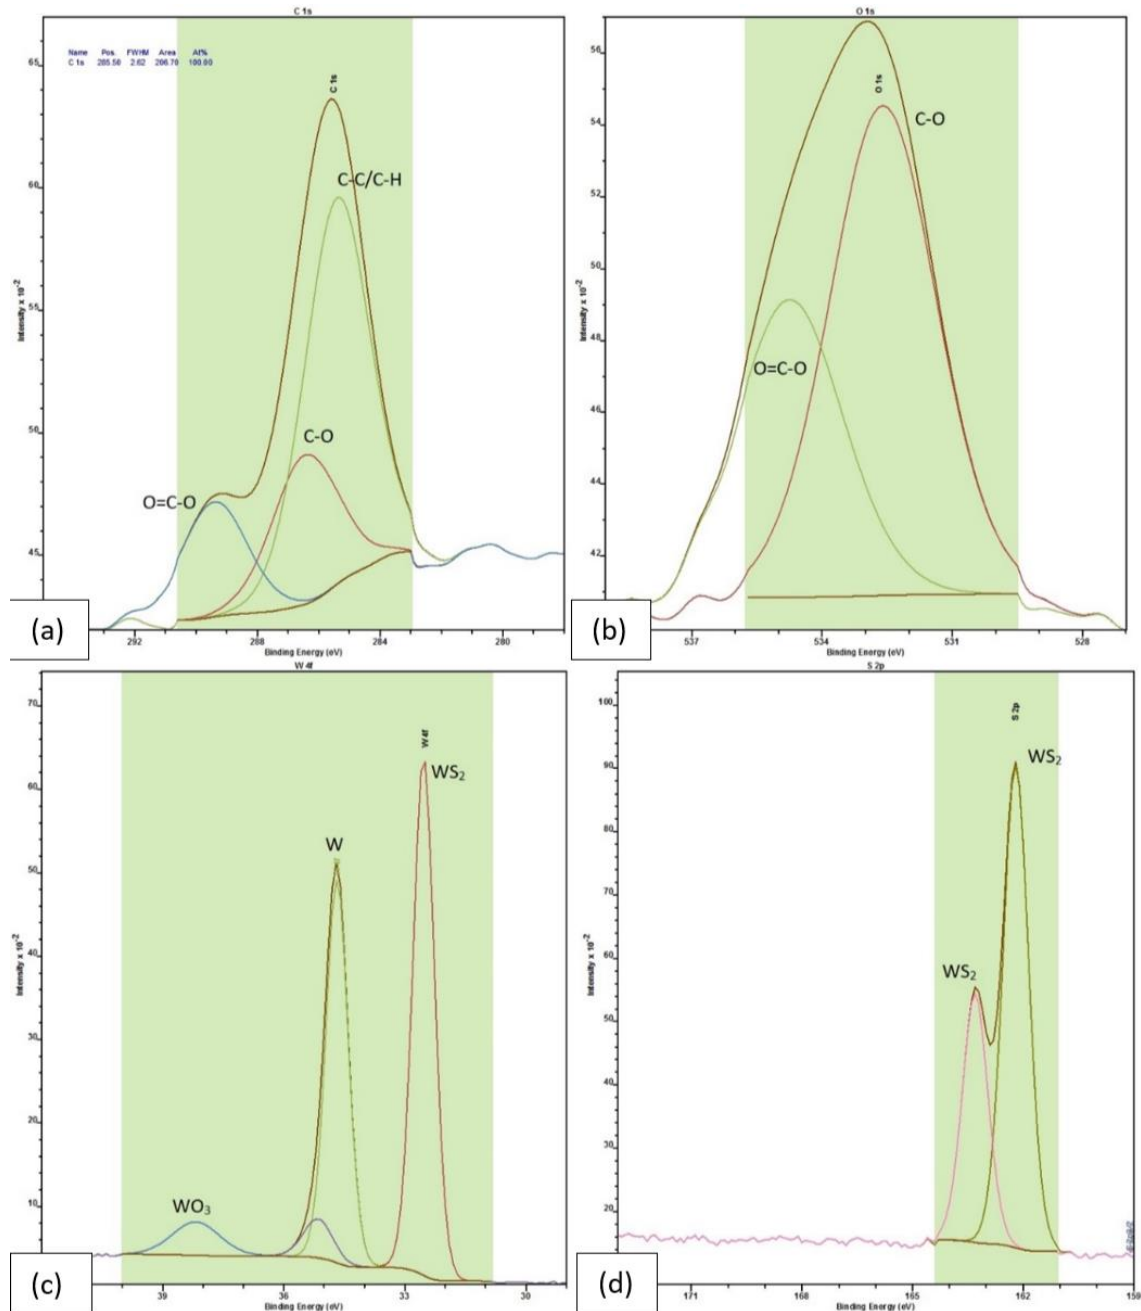 C 1s
Name Pos. FWHM Area At%
C 1s 285.50 2.62 206.70 100.00
C 1s
C-C/C-H
C-O
O=C-O
65
60
55
50
45
Intensity x 10⁻²
292 288 284 280
Binding Energy (eV)
(a)
O 1s
O 1s
C-O
O=C-O
56
54
52
50
48
46
44
42
Intensity x 10⁻²
537 534 531 528
Binding Energy (eV)
(b)
W 4f
W 4f
WS₂
W
WO₃
70
60
50
40
30
20
10
Intensity x 10⁻²
39 36 33 30
Binding Energy (eV)
(c)
S 2p
S 2p
WS₂
WS₂
100
90
80
70
60
50
40
30
20
Intensity x 10⁻²
171 168 165 162 159
Binding Energy (eV)
(d)